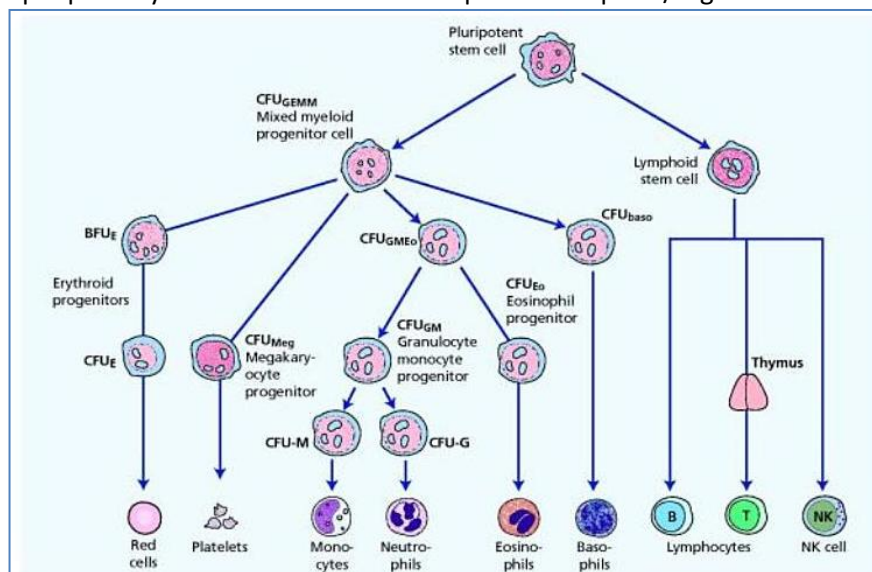 Pluripotent
stem cell
CFUGEMM
Mixed myeloid
progenitor cell
Lymphoid
stem cell
BFUE
CFUGMEo
CFUbaso
Erythroid
progenitors
CFUEo
Eosinophil
progenitor
CFUE
CFUMeg
Megakary-
ocyte
progenitor
CFUGM
Granulocyte
monocyte
progenitor
Thymus
CFU-M
CFU-G
B
T
NK
Red
cells
Platelets
Mono-
cytes
Neutro-
phils
Eosino-
phils
Baso-
phils
Lymphocytes
NK cell